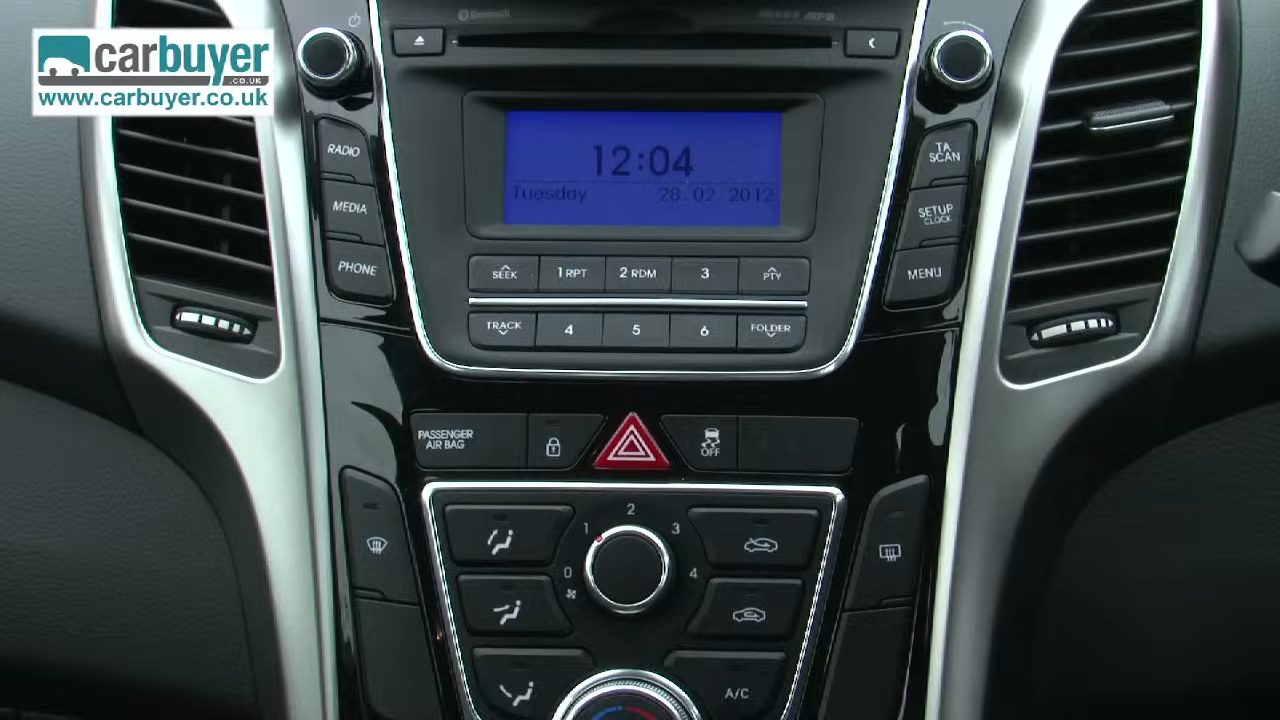 carbuyer
.CO.UK
www.carbuyer.co.uk
Bluetooth
RADIO
MEDIA
PHONE
12:04
Tuesday 28.02 2012
TA
SCAN
SETUP
CLOCK
MENU
SEEK 1 RPT 2 RDM 3 PTY
TRACK 4 5 6 FOLDER
PASSENGER
AIR BAG
OFF
0 1 2 3 4
A/C